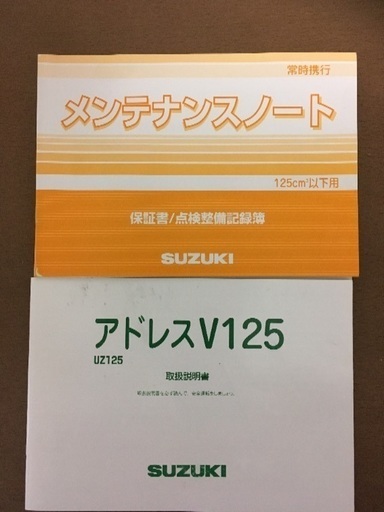 常時携行
メンテナンスノート
125cm³以下用
保証書/点検整備記録簿
SUZUKI
アドレスV125
UZ125
取扱説明書
SUZUKI